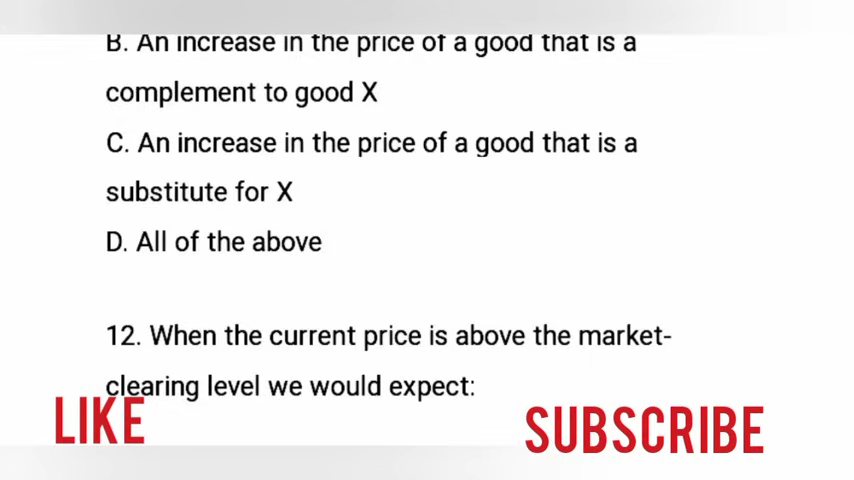 B. An increase in the price of a good that is a
complement to good X
C. An increase in the price of a good that is a
substitute for X
D. All of the above
12. When the current price is above the market-
clearing level we would expect:
LIKE
SUBSCRIBE